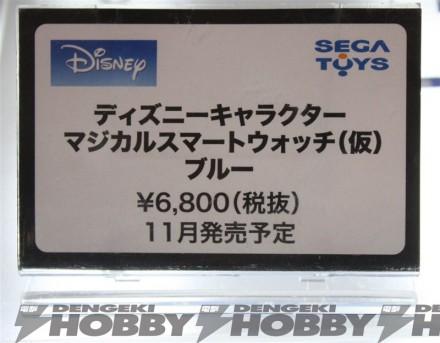 Disney
SEGA
TOYS
ディズニーキャラクター
マジカルスマートウォッチ(仮)
ブルー
¥6,800(税抜)
11月発売予定
DENGEKI
HOBBY
DENGEKI
HOBBY
DENGEKI
HOBBY